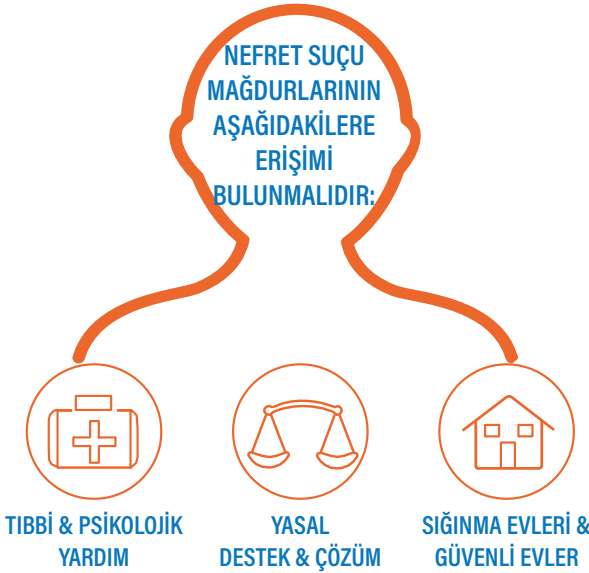 NEFRET SUÇU
MAĞDURLARININ
AŞAĞIDAKİLERE
ERİŞİMİ
BULUNMALIDIR:
TIBBİ & PSİKOLOJİK
YARDIM
YASAL
DESTEK & ÇÖZÜM
SIĞINMA EVLERİ &
GÜVENLİ EVLER